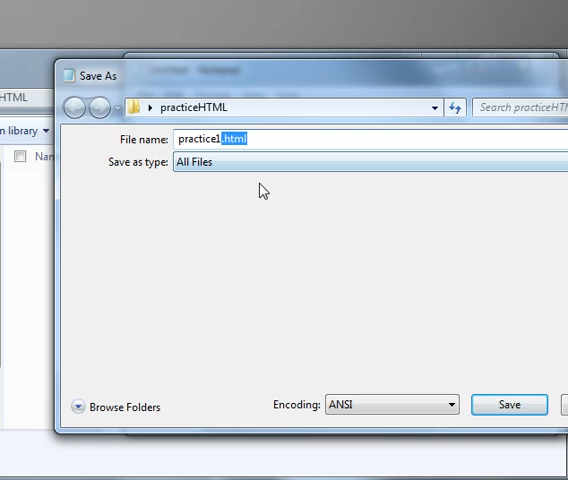 Save As
HTML
practiceHTML
Search practiceHTM
n library
File name: practice1.html
Nan
Save as type: All Files
Browse Folders
Encoding: ANSI
Save